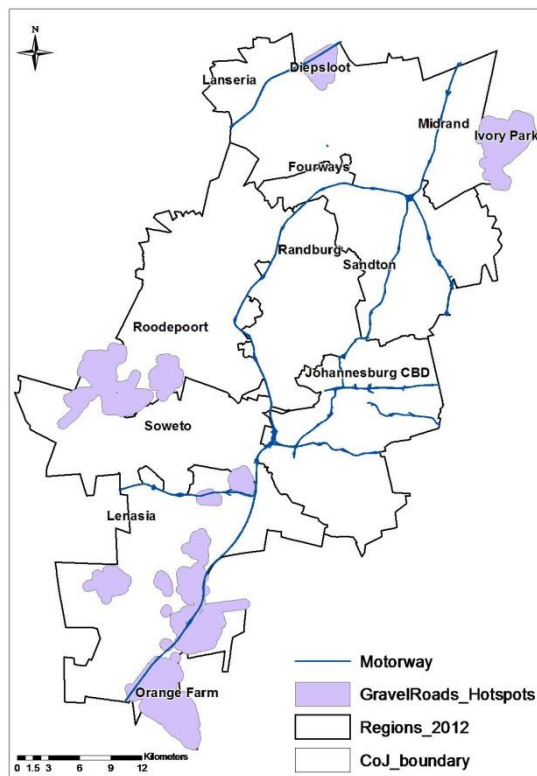 N
Diepsloot
Lanseria
Midrand
Ivory Park
Fourways
Randburg
Sandton
Roodepoort
Johannesburg CBD
Soweto
Lenasia
Orange Farm
Motorway
GravelRoads_Hotspots
Regions_2012
CoJ_boundary
Kilometers
0 1.5 3 6 9 12